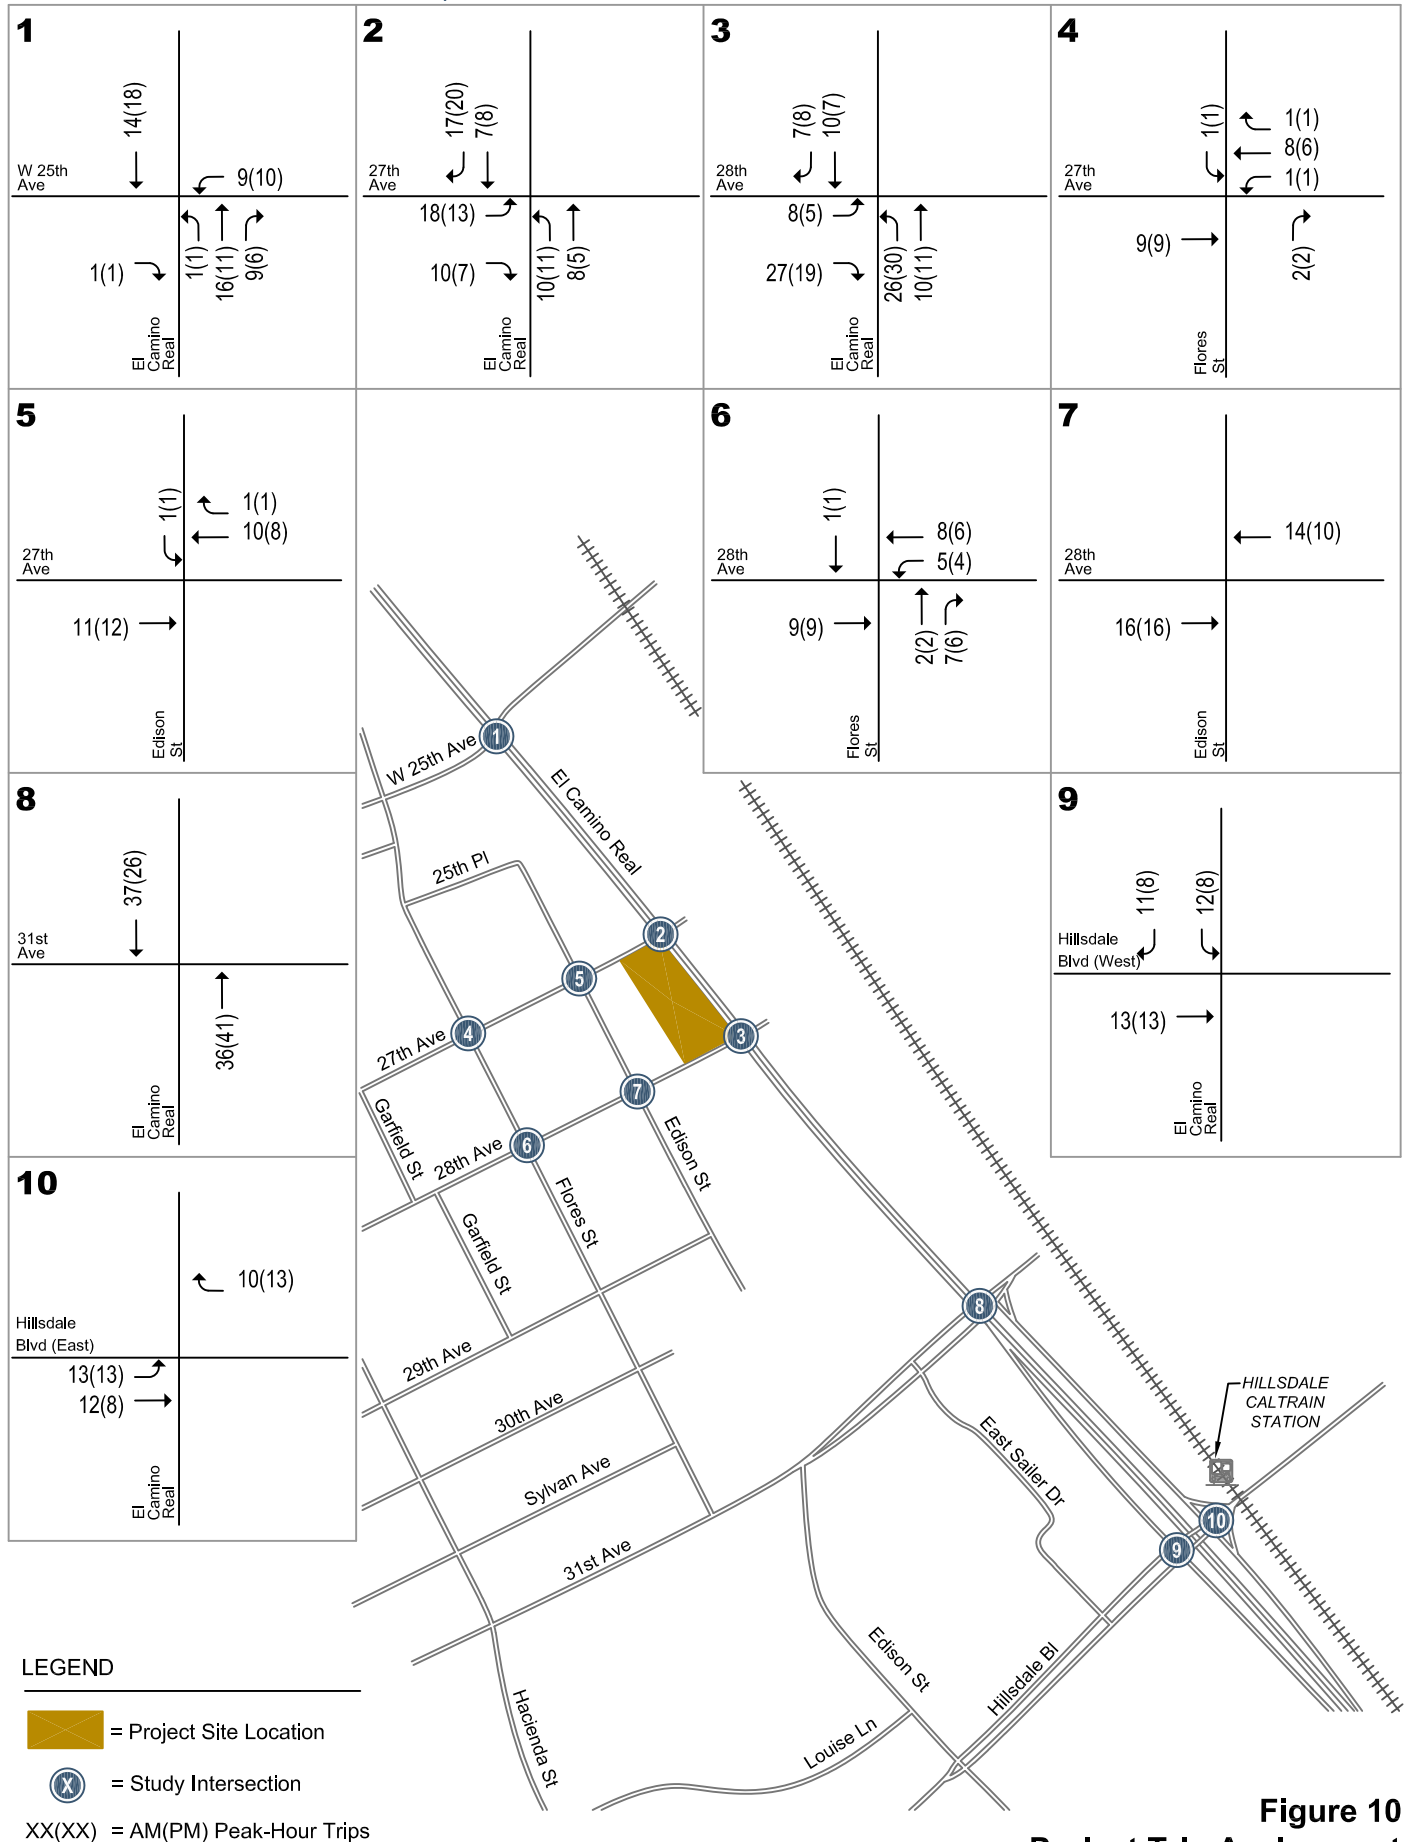 1
14(18)
W 25th
Ave
9(10)
1(1)
1(1)
16(11)
9(6)
El
Camino
Real
2
17(20)
7(8)
27th
Ave
18(13)
10(7)
10(11)
8(5)
El
Camino
Real
3
7(8)
10(7)
28th
Ave
8(5)
27(19)
26(30)
10(11)
El
Camino
Real
4
1(1)
1(1)
8(6)
1(1)
27th
Ave
9(9)
2(2)
Flores
St
5
1(1)
1(1)
10(8)
27th
Ave
11(12)
Edison
St
6
1(1)
8(6)
5(4)
28th
Ave
9(9)
2(2)
7(6)
Flores
St
7
14(10)
28th
Ave
16(16)
Edison
St
8
37(26)
31st
Ave
36(41)
El
Camino
Real
9
11(8)
12(8)
Hillsdale
Blvd (West)
13(13)
El
Camino
Real
10
10(13)
Hillsdale
Blvd (East)
13(13)
12(8)
El
Camino
Real
1
W 25th Ave
El Camino Real
25th Pl
2
5
4
3
27th Ave
7
Garfield St
6
28th Ave
Edison St
Flores St
Garfield St
8
29th Ave
30th Ave
HILLSDALE
CALTRAIN
STATION
East Sailer Dr
Sylvan Ave
10
9
31st Ave
Edison St
Hillsdale Bl
Hacienda St
Louise Ln
LEGEND
= Project Site Location
X
= Study Intersection
XX(XX) = AM(PM) Peak-Hour Trips
Figure 10